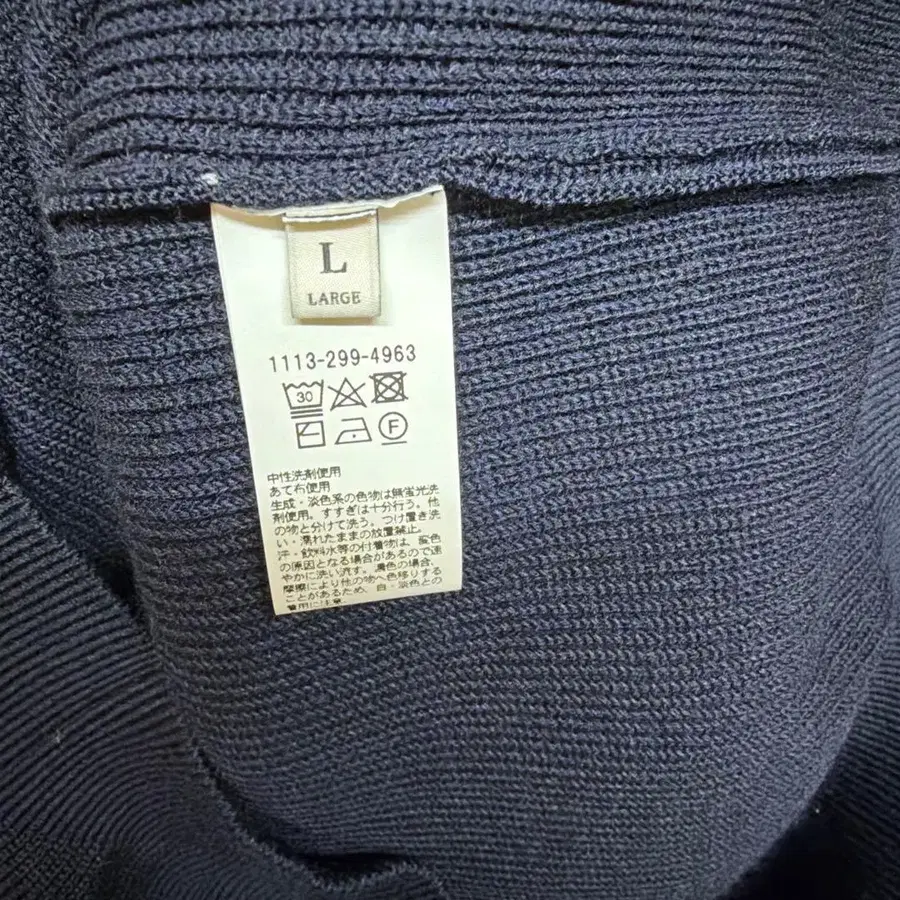 L
LARGE
1113-299-4963
30
F
中性洗剤使用
あて布使用
生成・淡色系の色物は無蛍光洗
剤使用。すすぎは十分行う。他
の物と分けて洗う。つけ置き洗
い・濡れたままの放置禁止。
汗・飲料水等の付着物は、変色
の原因となる場合があるので速
やかに洗い流す。濃色の場合、
摩擦により他の物へ色移りする
ことがあるため、白・淡色との
着用に注意